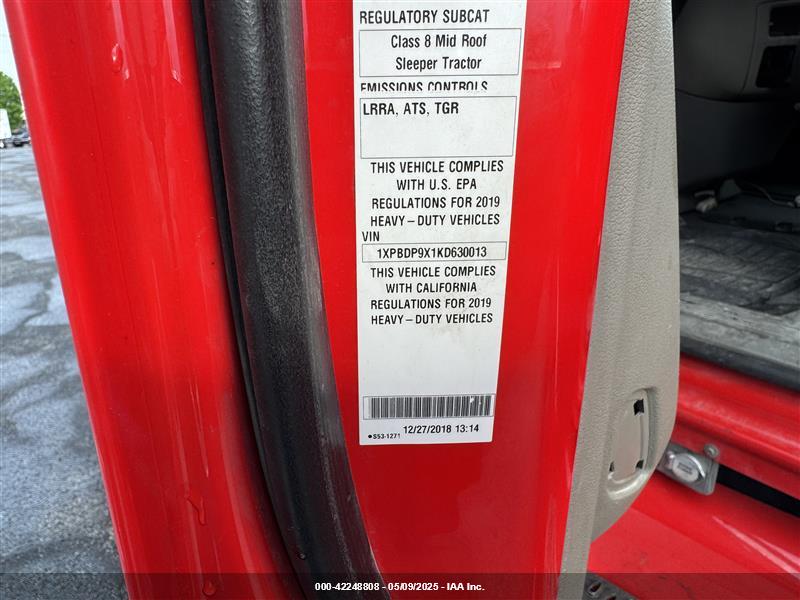 REGULATORY SUBCAT
Class 8 Mid Roof
Sleeper Tractor
EMISSIONS CONTROLS
LRRA, ATS, TGR
THIS VEHICLE COMPLIES
WITH U.S. EPA
REGULATIONS FOR 2019
HEAVY – DUTY VEHICLES
VIN
1XPBDP9X1KD630013
THIS VEHICLE COMPLIES
WITH CALIFORNIA
REGULATIONS FOR 2019
HEAVY – DUTY VEHICLES
12/27/2018 13:14
●S53-1271
000-42248808 - 05/09/2025 - IAA Inc.